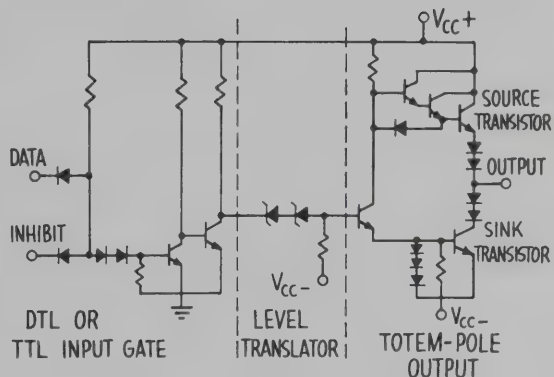 VCC+
SOURCE
TRANSISTOR
DATA
OUTPUT
INHIBIT
SINK
TRANSISTOR
VCC-
VCC-
DTL OR
TTL INPUT GATE
LEVEL
TRANSLATOR
TOTEM-POLE
OUTPUT